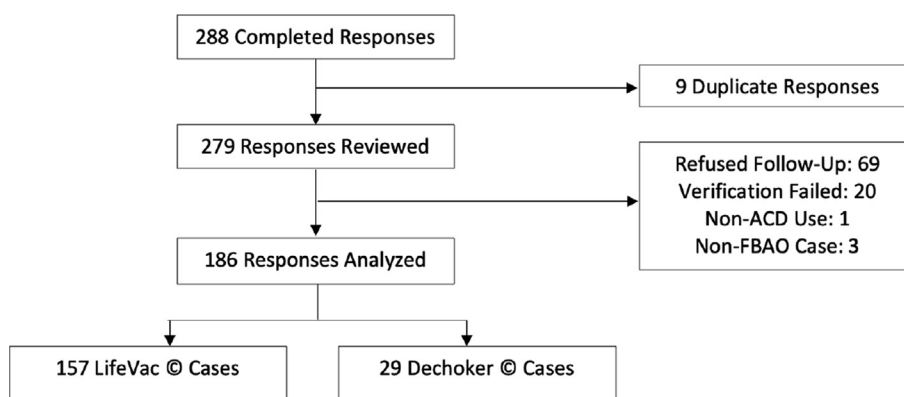 288 Completed Responses
9 Duplicate Responses
279 Responses Reviewed
Refused Follow-Up: 69
Verification Failed: 20
Non-ACD Use: 1
Non-FBAO Case: 3
186 Responses Analyzed
157 LifeVac © Cases
29 Dechoker © Cases